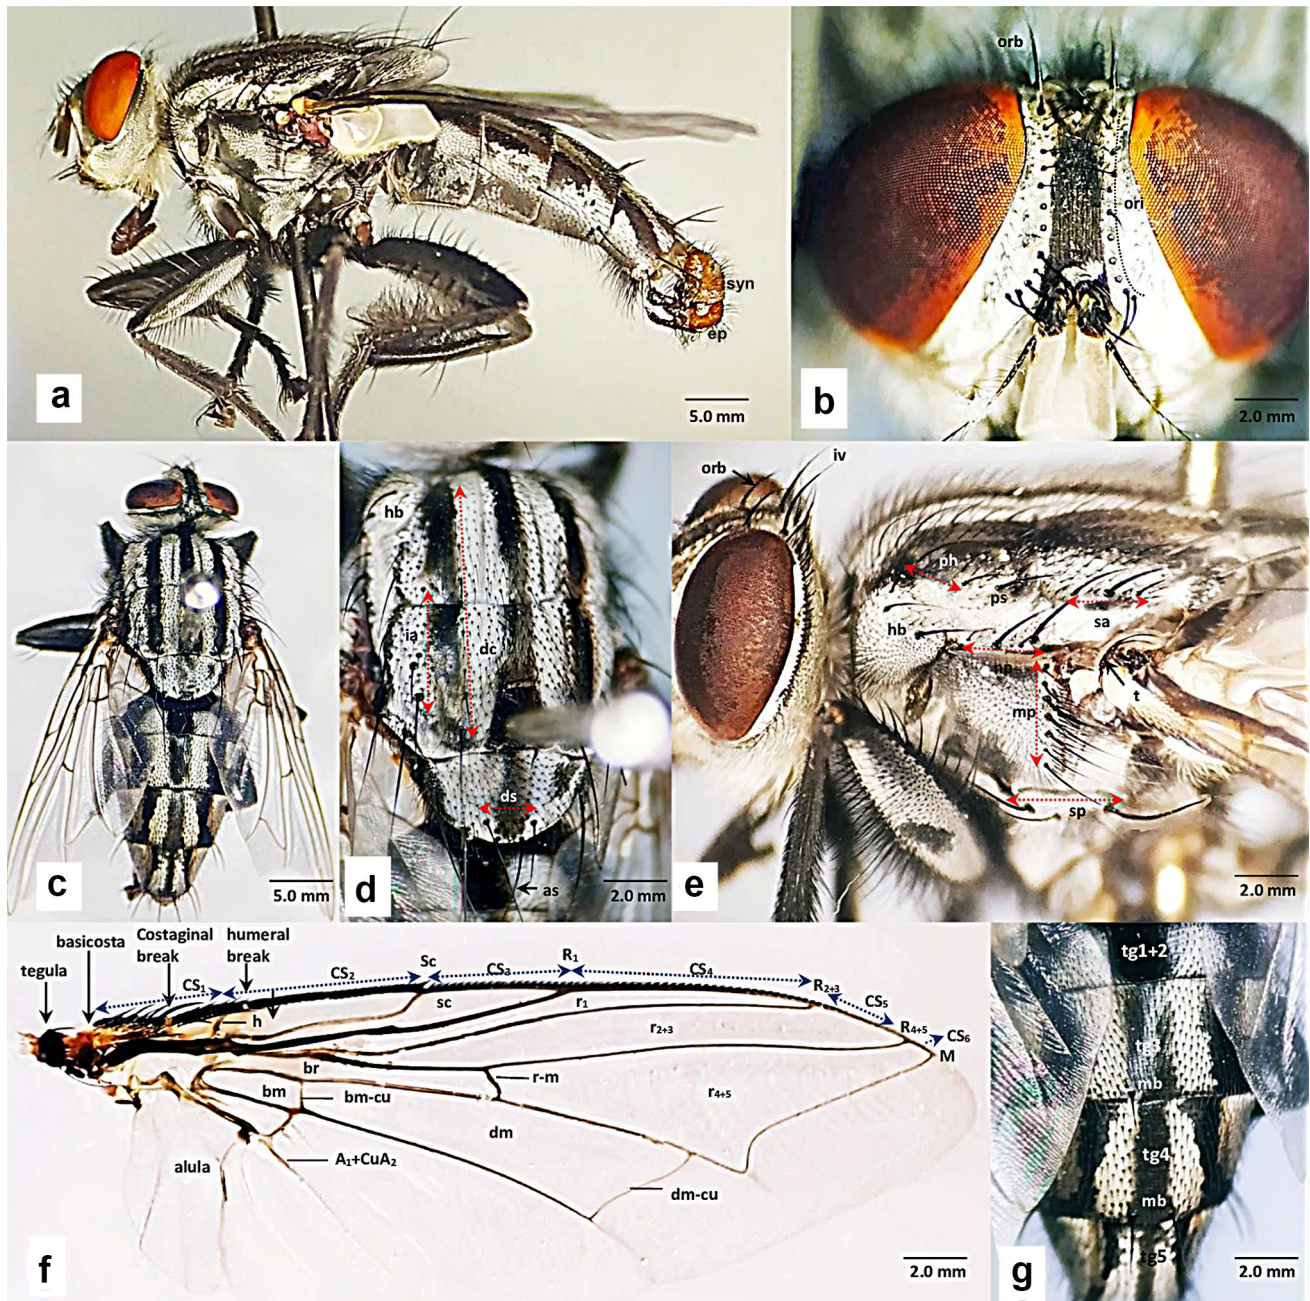 syn
ep
a
5.0 mm
orb
ori
b
2.0 mm
c
5.0 mm
hb
ia
dc
ds
as
d
2.0 mm
orb
iv
ph
ps
hb
sa
np
mp
t
sp
e
2.0 mm
tegula
basicosta
Costaginal
break
humeral
break
CS₁
CS₂
Sc
CS₃
R₁
CS₄
R₂₊₃
CS₅
R₄₊₅
CS₆
M
h
sc
r₁
r₂₊₃
br
r-m
bm
bm-cu
r₄₊₅
dm
alula
A₁+CuA₂
dm-cu
f
2.0 mm
tg1+2
tg3
mb
tg4
mb
tg5
g
2.0 mm